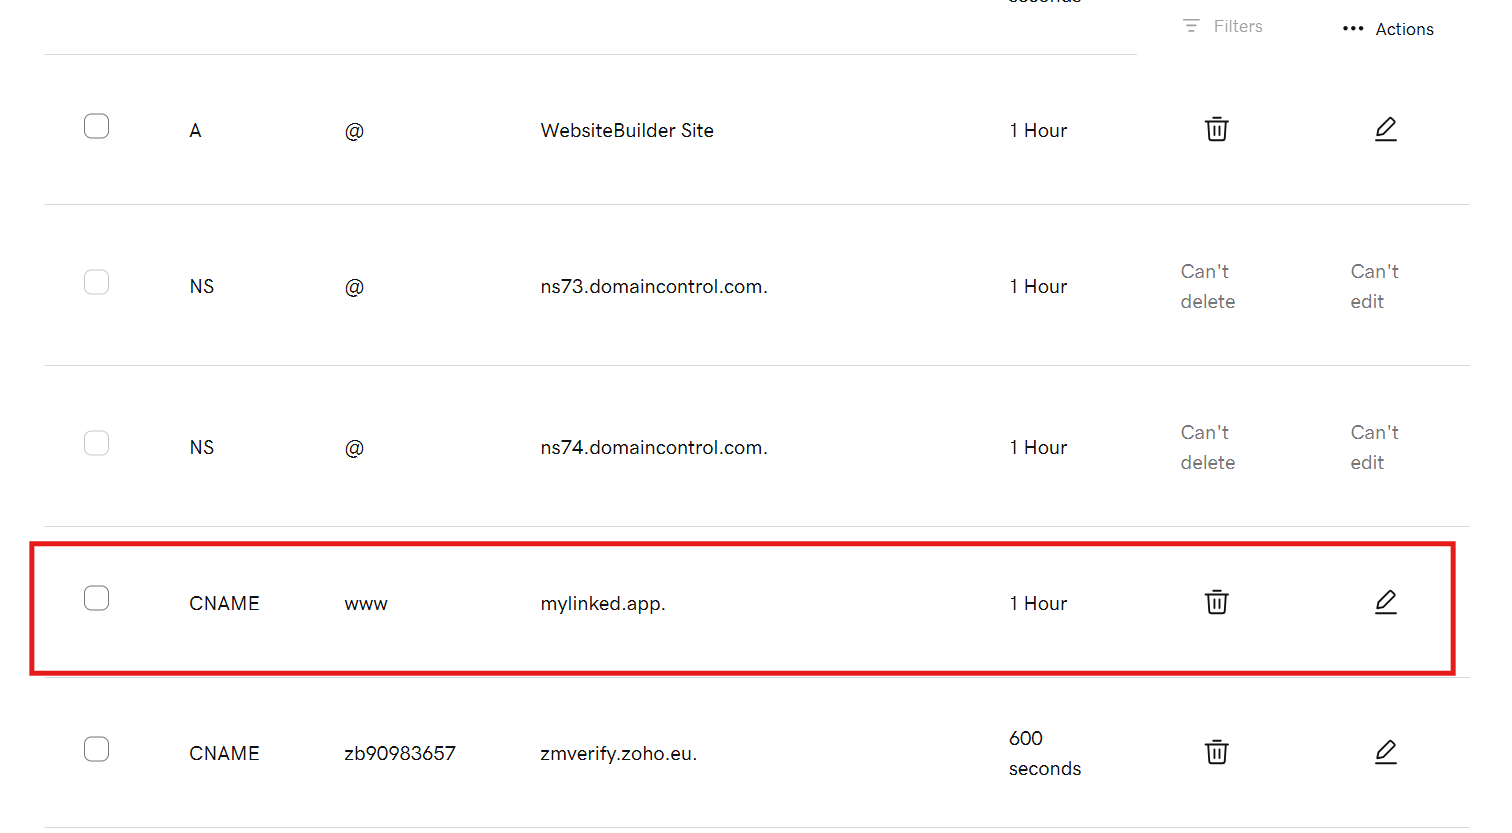 seconds
Filters
Actions
A @ WebsiteBuilder Site 1 Hour
NS @ ns73.domaincontrol.com. 1 Hour Can't delete Can't edit
NS @ ns74.domaincontrol.com. 1 Hour Can't delete Can't edit
CNAME www mylinked.app. 1 Hour
CNAME zb90983657 zmverify.zoho.eu. 600 seconds